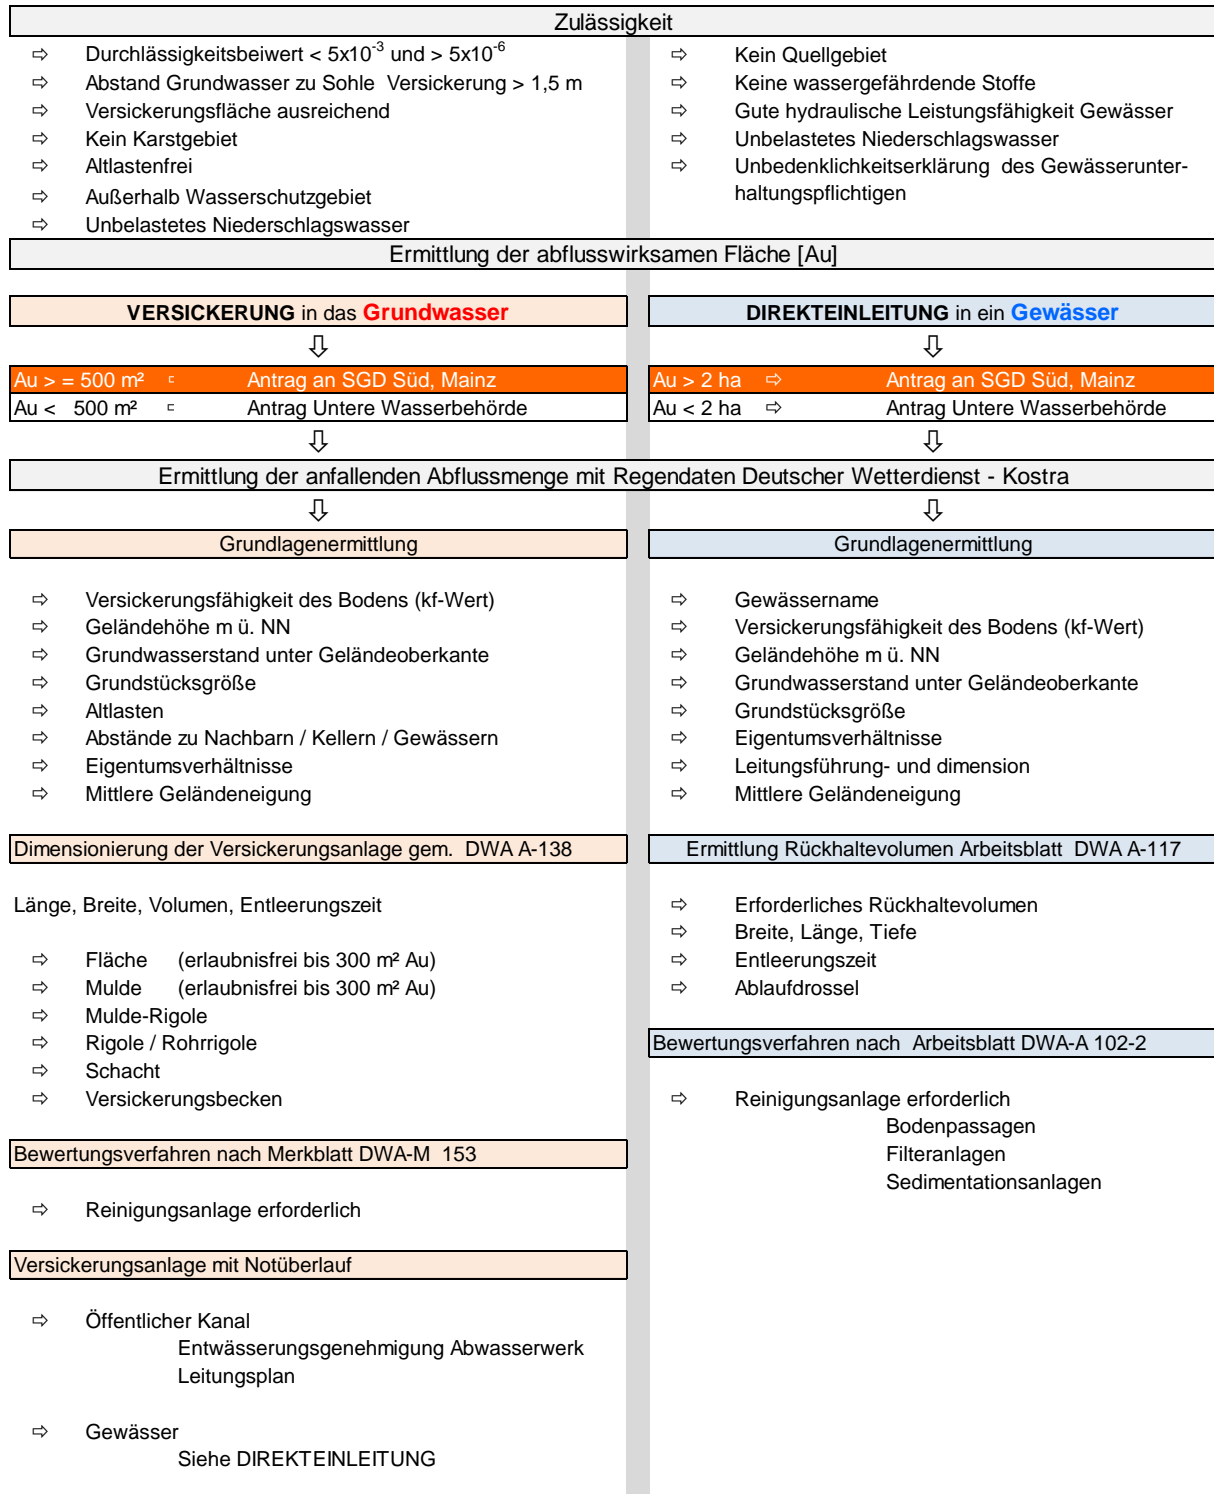 Zulässigkeit
⇨ Durchlässigkeitsbeiwert < 5x10⁻³ und > 5x10⁻⁶
⇨ Abstand Grundwasser zu Sohle Versickerung > 1,5 m
⇨ Versickerungsfläche ausreichend
⇨ Kein Karstgebiet
⇨ Altlastenfrei
⇨ Außerhalb Wasserschutzgebiet
⇨ Unbelastetes Niederschlagswasser
⇨ Kein Quellgebiet
⇨ Keine wassergefährdende Stoffe
⇨ Gute hydraulische Leistungsfähigkeit Gewässer
⇨ Unbelastetes Niederschlagswasser
⇨ Unbedenklichkeitserklärung des Gewässerunter-
haltungspflichtigen
Ermittlung der abflusswirksamen Fläche [Au]
VERSICKERUNG in das Grundwasser
⇩
Au > = 500 m² Antrag an SGD Süd, Mainz
Au < 500 m² Antrag Untere Wasserbehörde
⇩
DIREKTEINLEITUNG in ein Gewässer
⇩
Au > 2 ha ⇨ Antrag an SGD Süd, Mainz
Au < 2 ha ⇨ Antrag Untere Wasserbehörde
⇩
Ermittlung der anfallenden Abflussmenge mit Regendaten Deutscher Wetterdienst - Kostra
⇩
Grundlagenermittlung
⇨ Versickerungsfähigkeit des Bodens (kf-Wert)
⇨ Geländehöhe m ü. NN
⇨ Grundwasserstand unter Geländeoberkante
⇨ Grundstücksgröße
⇨ Altlasten
⇨ Abstände zu Nachbarn / Kellern / Gewässern
⇨ Eigentumsverhältnisse
⇨ Mittlere Geländeneigung
Dimensionierung der Versickerungsanlage gem. DWA A-138
Länge, Breite, Volumen, Entleerungszeit
⇨ Fläche (erlaubnisfrei bis 300 m² Au)
⇨ Mulde (erlaubnisfrei bis 300 m² Au)
⇨ Mulde-Rigole
⇨ Rigole / Rohrrigole
⇨ Schacht
⇨ Versickerungsbecken
Bewertungsverfahren nach Merkblatt DWA-M 153
⇨ Reinigungsanlage erforderlich
Versickerungsanlage mit Notüberlauf
⇨ Öffentlicher Kanal
Entwässerungsgenehmigung Abwasserwerk
Leitungsplan
⇨ Gewässer
Siehe DIREKTEINLEITUNG
⇩
Grundlagenermittlung
⇨ Gewässername
⇨ Versickerungsfähigkeit des Bodens (kf-Wert)
⇨ Geländehöhe m ü. NN
⇨ Grundwasserstand unter Geländeoberkante
⇨ Grundstücksgröße
⇨ Eigentumsverhältnisse
⇨ Leitungsführung- und dimension
⇨ Mittlere Geländeneigung
Ermittlung Rückhaltevolumen Arbeitsblatt DWA A-117
⇨ Erforderliches Rückhaltevolumen
⇨ Breite, Länge, Tiefe
⇨ Entleerungszeit
⇨ Ablaufdrossel
Bewertungsverfahren nach Arbeitsblatt DWA-A 102-2
⇨ Reinigungsanlage erforderlich
Bodenpassagen
Filteranlagen
Sedimentationsanlagen